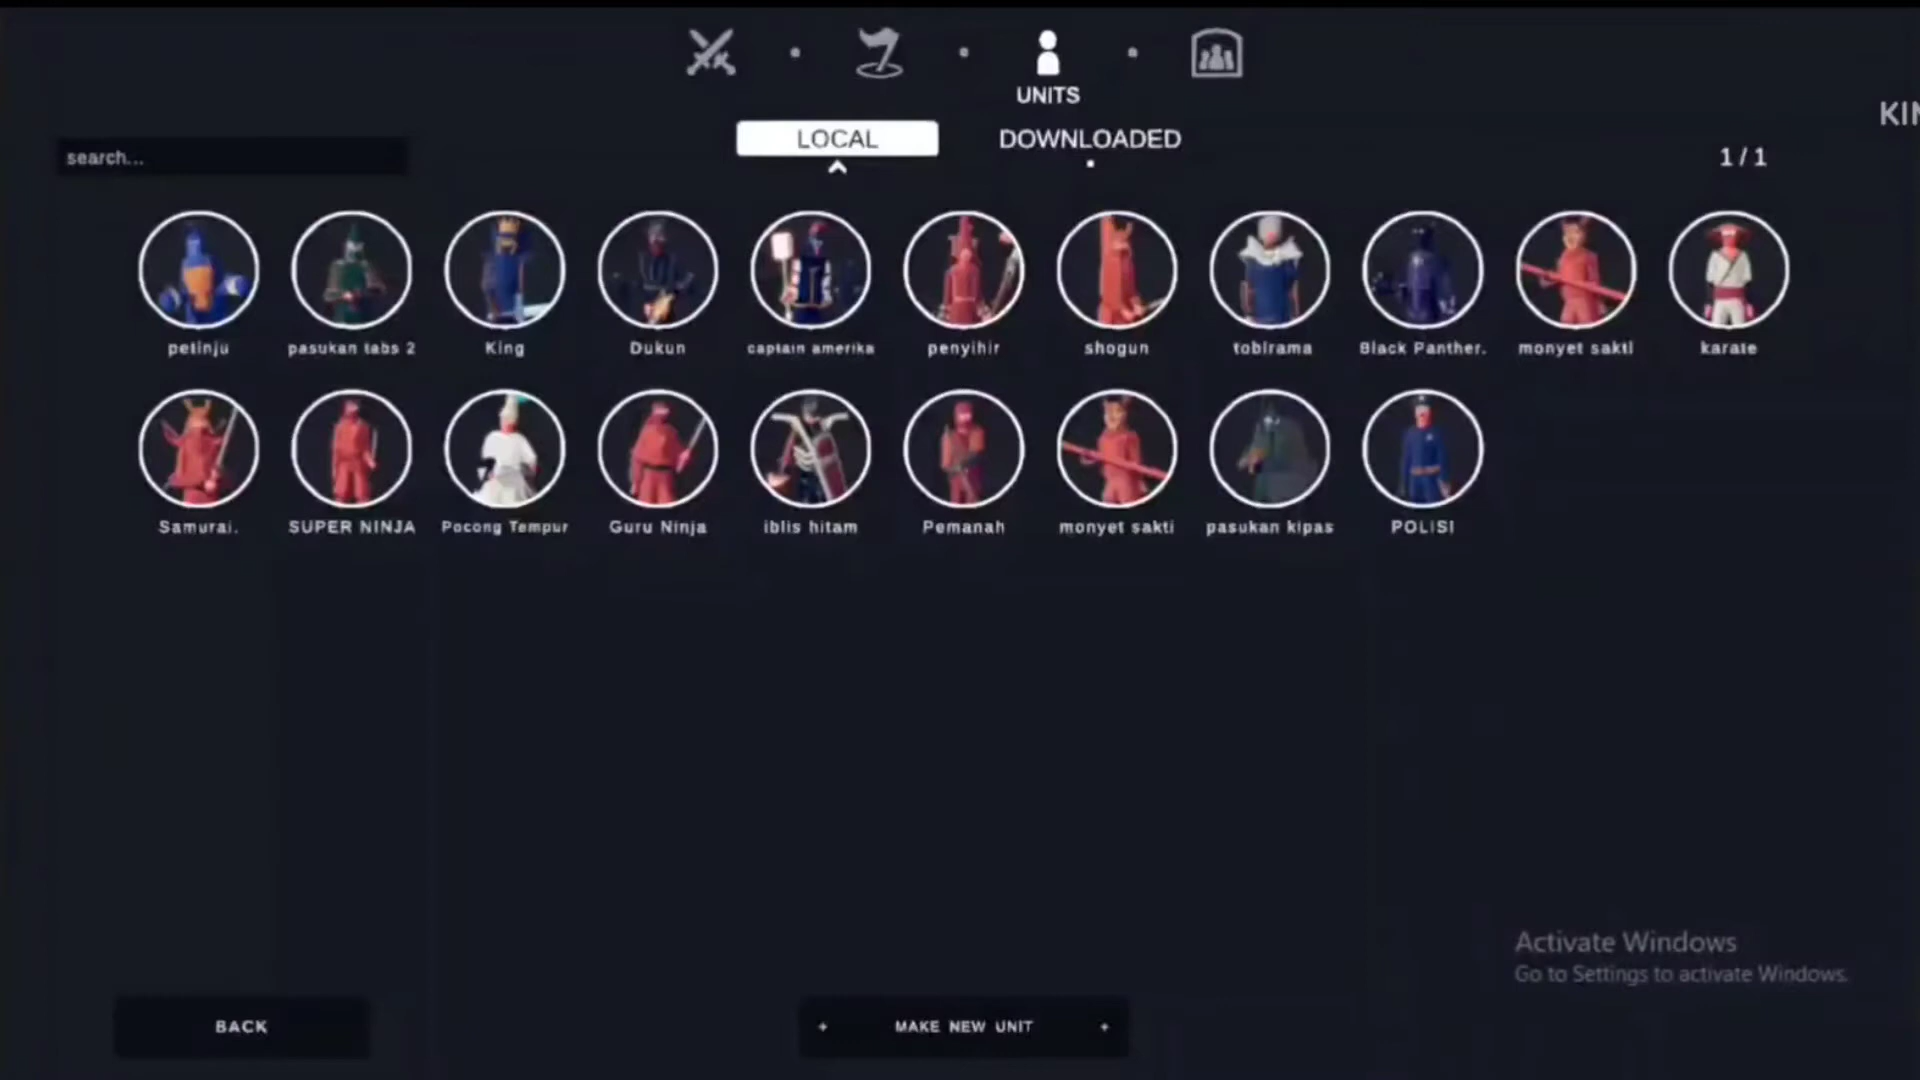 UNITS
LOCAL
DOWNLOADED
search...
1 / 1
petinju
pasukan tabs 2
King
Dukun
captain amerika
penyihir
shogun
tobirama
Black Panther.
monyet sakti
karate
Samurai.
SUPER NINJA
Pocong Tempur
Guru Ninja
iblis hitam
Pemanah
monyet sakti
pasukan kipas
POLISI
Activate Windows
Go to Settings to activate Windows.
BACK
+ MAKE NEW UNIT +